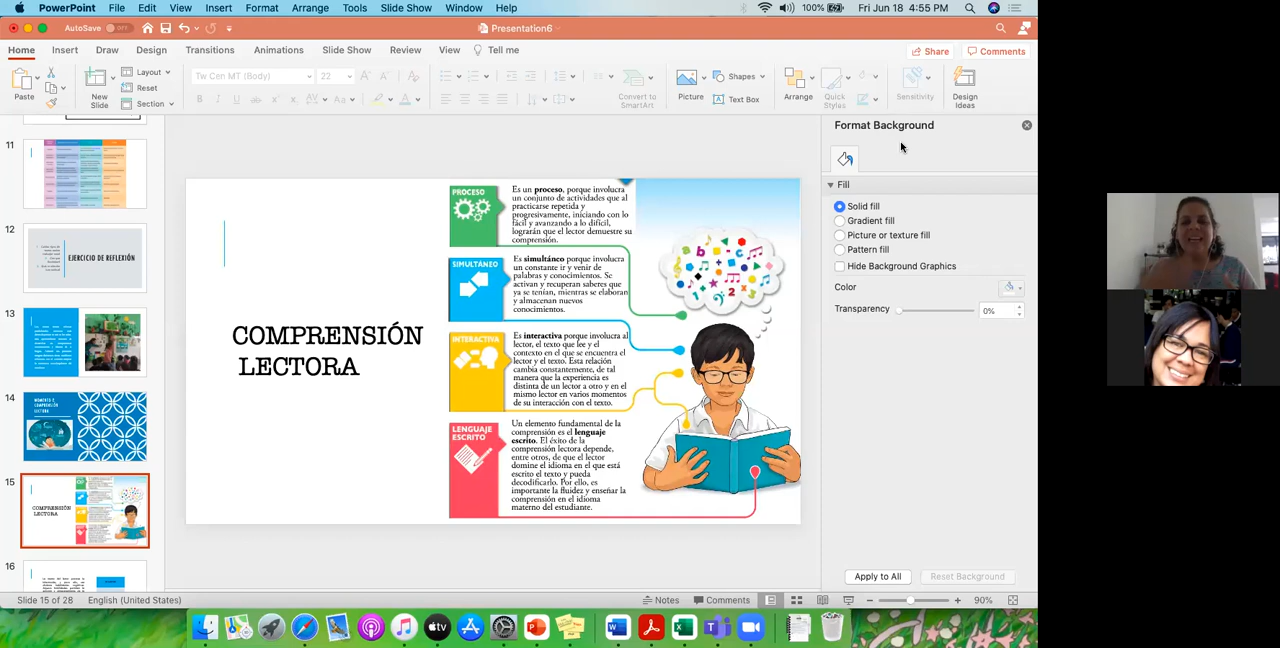 PowerPoint File Edit View Insert Format Arrange Tools Slide Show Window Help 100% Fri Jun 18 4:55 PM
AutoSave OFF Presentation6
Home Insert Draw Design Transitions Animations Slide Show Review View Tell me Share Comments
Paste
New
Slide
Layout
Reset
Section
Tw Cen MT (Body) 22
Convert to
SmartArt
Picture
Shapes
Text Box
Arrange
Quick
Styles
Sensitivity
Design
Ideas
11
12
EJERCICIO DE REFLEXIÓN
13
14
MOMENTO 4
COMPRENSIÓN
LECTORA
15
COMPRENSIÓN
LECTORA
16
COMPRENSIÓN
LECTORA
PROCESO
Es un proceso, porque involucra
un conjunto de actividades que al
practicarse repetida y
progresivamente, iniciando con lo
fácil y avanzando a lo difícil,
lograrán que el lector demuestre su
comprensión.
SIMULTÁNEO
Es simultáneo porque involucra
un constante ir y venir de
palabras y conocimientos. Se
activan y recuperan saberes que
ya se tenían, mientras se elaboran
y almacenan nuevos
conocimientos.
INTERACTIVA
Es interactiva porque involucra al
lector, el texto que lee y el
contexto en el que se encuentra el
lector y el texto. Esta relación
cambia constantemente, de tal
manera que la experiencia es
distinta de un lector a otro y en el
mismo lector en varios momentos
de su interacción con el texto.
LENGUAJE
ESCRITO
Un elemento fundamental de la
comprensión es el lenguaje
escrito. El éxito de la
comprensión lectora depende,
entre otros, de que el lector
domine el idioma en el que está
escrito el texto y pueda
decodificarlo. Por ello, es
importante la fluidez y enseñar la
comprensión en el idioma
materno del estudiante.
Format Background
Fill
Solid fill
Gradient fill
Picture or texture fill
Pattern fill
Hide Background Graphics
Color
Transparency 0%
Apply to All Reset Background
Slide 15 of 28 English (United States) Notes Comments 90%